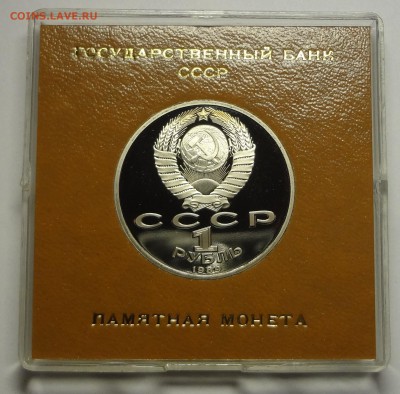 COINS.LAVE.RU
ГОСУДАРСТВЕННЫЙ БАНК
СССР
СССР
1
РУБЛЬ
ПАМЯТНАЯ МОНЕТА